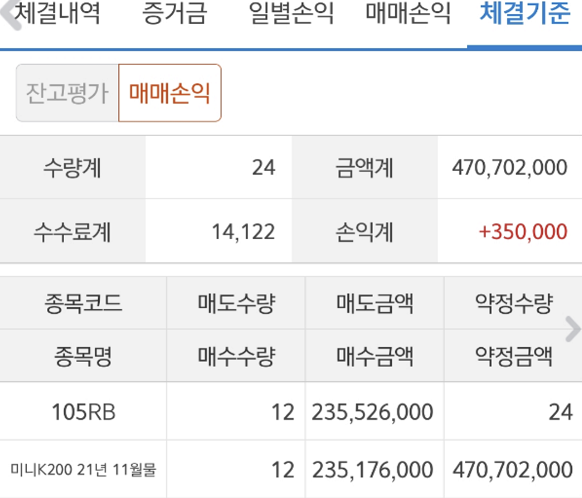 체결내역 증거금 일별손익 매매손익 체결기준
잔고평가 매매손익
수량계 24 금액계 470,702,000
수수료계 14,122 손익계 +350,000
종목코드 매도수량 매도금액 약정수량
종목명 매수수량 매수금액 약정금액
105RB 12 235,526,000 24
미니K200 21년 11월물 12 235,176,000 470,702,000